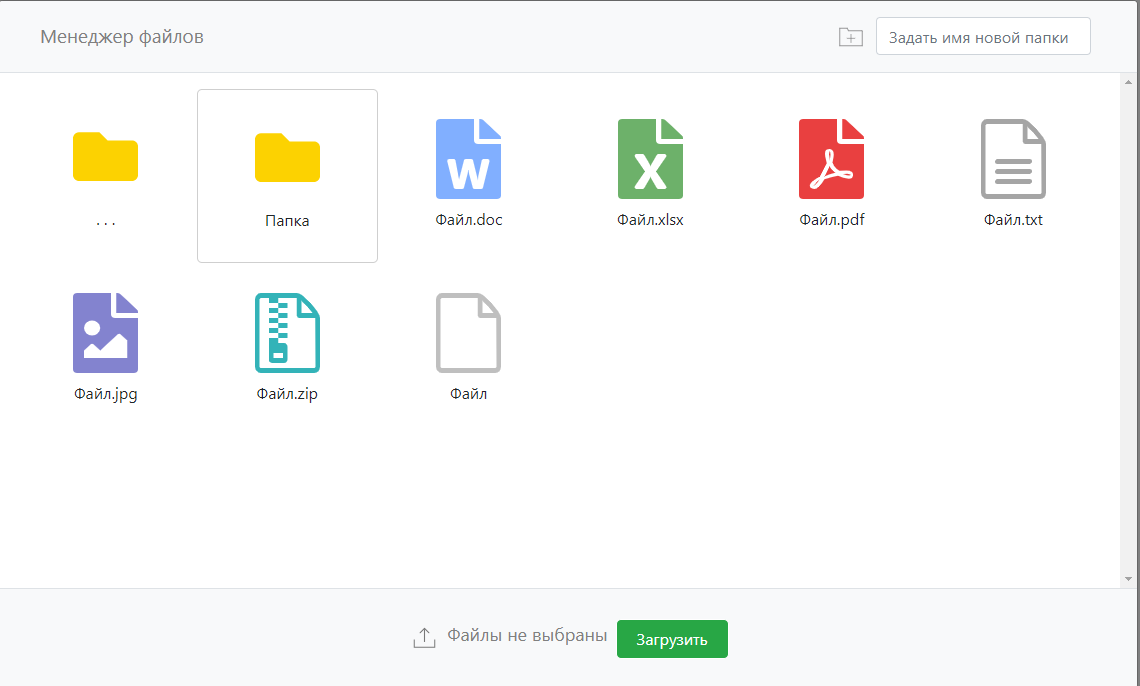 Менеджер файлов
Задать имя новой папки
...
Папка
W
Файл.doc
X
Файл.xlsx
Файл.pdf
Файл.txt
Файл.jpg
Файл.zip
Файл
Файлы не выбраны
Загрузить